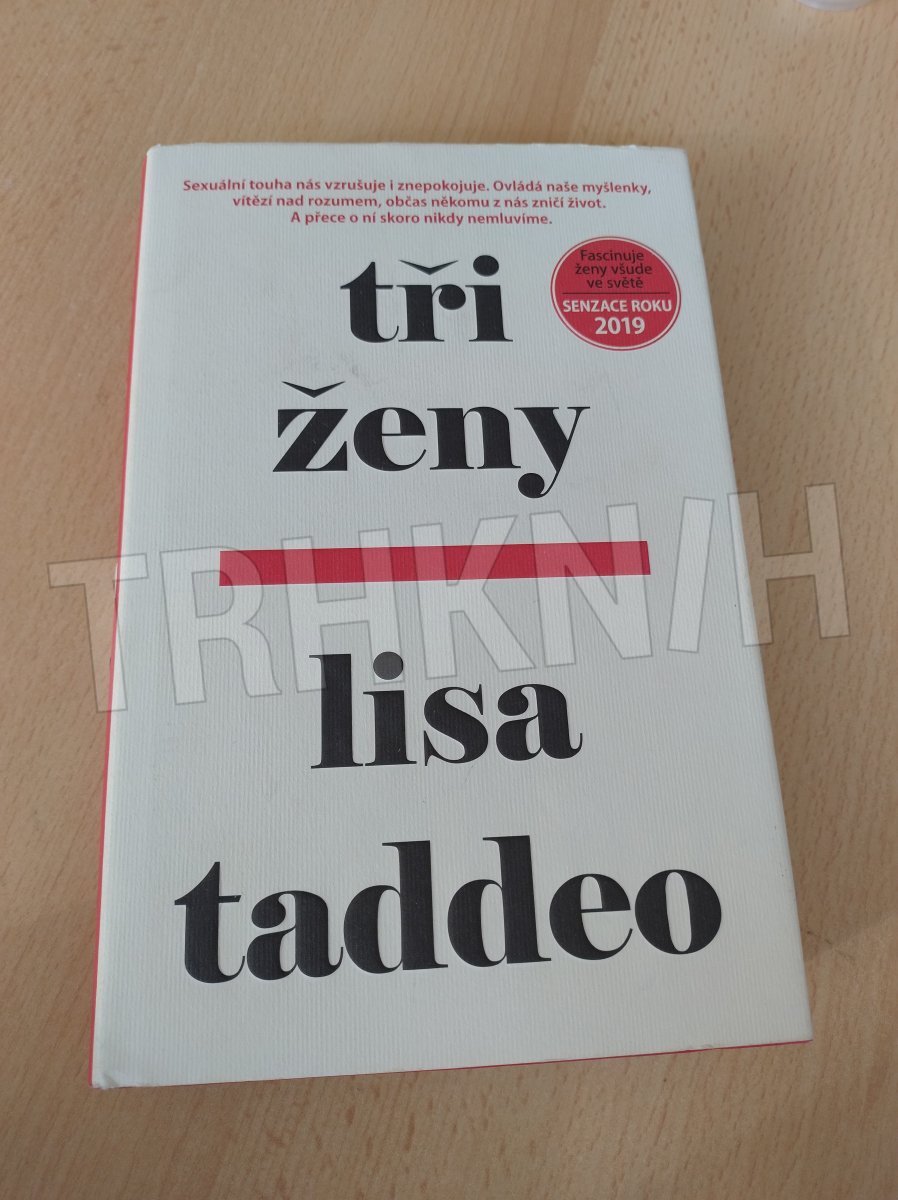 Sexuální touha nás vzrušuje i znepokojuje. Ovládá naše myšlenky,
vítězí nad rozumem, občas někomu z nás zničí život.
A přece o ní skoro nikdy nemluvíme.
Fascinuje
ženy všude
ve světě
SENZACE ROKU
2019
tři
ženy
TRHKNIH
lisa
taddeo